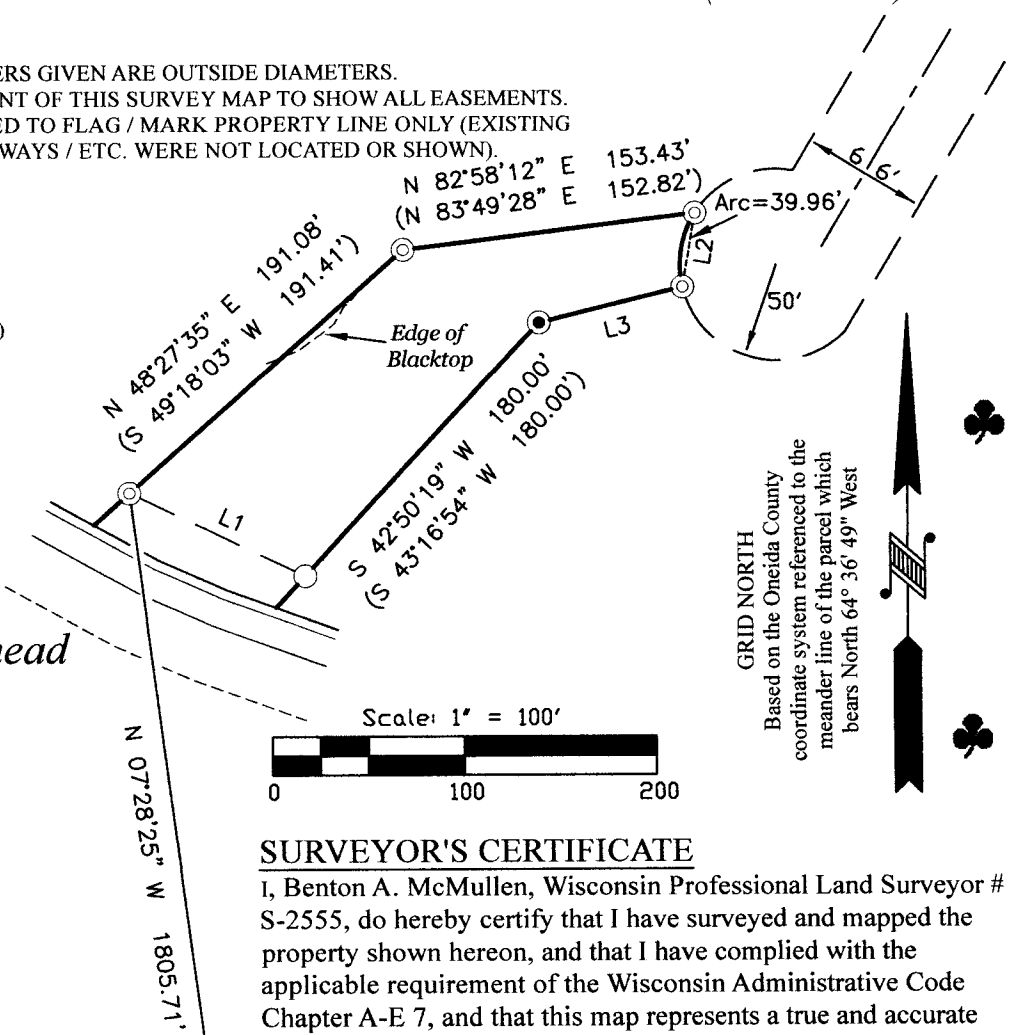 ERS GIVEN ARE OUTSIDE DIAMETERS.
NT OF THIS SURVEY MAP TO SHOW ALL EASEMENTS.
ED TO FLAG / MARK PROPERTY LINE ONLY (EXISTING
WAYS / ETC. WERE NOT LOCATED OR SHOWN).
N 82°58'12" E 153.43'
(N 83°49'28" E 152.82')
66'
Arc=39.96'
L2
N 48°27'35" E 191.08'
(S 49°18'03" W 191.41')
50'
)
L3
Edge of
Blacktop
S 42°50'19" W 180.00'
(S 43°16'54" W 180.00')
L1
GRID NORTH
Based on the Oneida County
coordinate system referenced to the
meander line of the parcel which
bears North 64° 36' 49" West
ead
N 07°28'25" W 1805.71'
Scale: 1" = 100'
0 100 200
SURVEYOR'S CERTIFICATE
I, Benton A. McMullen, Wisconsin Professional Land Surveyor #
S-2555, do hereby certify that I have surveyed and mapped the
property shown hereon, and that I have complied with the
applicable requirement of the Wisconsin Administrative Code
Chapter A-E 7, and that this map represents a true and accurate